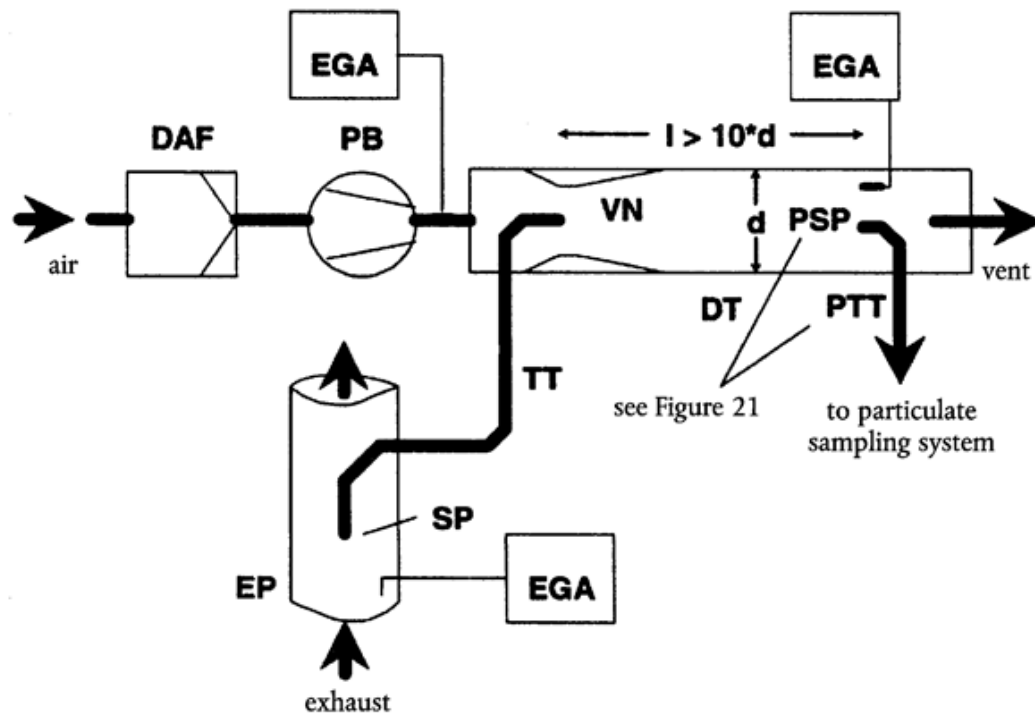 EGA
EGA
DAF
PB
l > 10*d
air
VN
d
PSP
vent
DT
PTT
TT
see Figure 21
to particulate
sampling system
SP
EP
EGA
exhaust